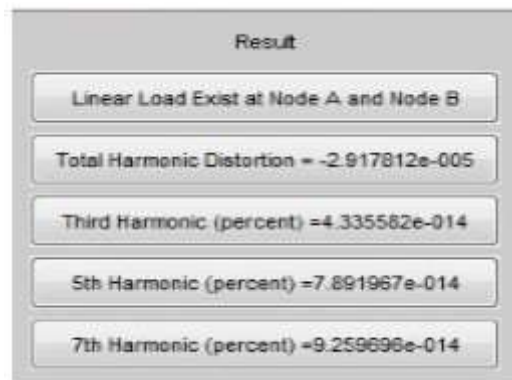 Result
Linear Load Exist at Node A and Node B
Total Harmonic Distortion = -2.917812e-005
Third Harmonic (percent) =4.335582e-014
5th Harmonic (percent) =7.891967e-014
7th Harmonic (percent) =9.259696e-014